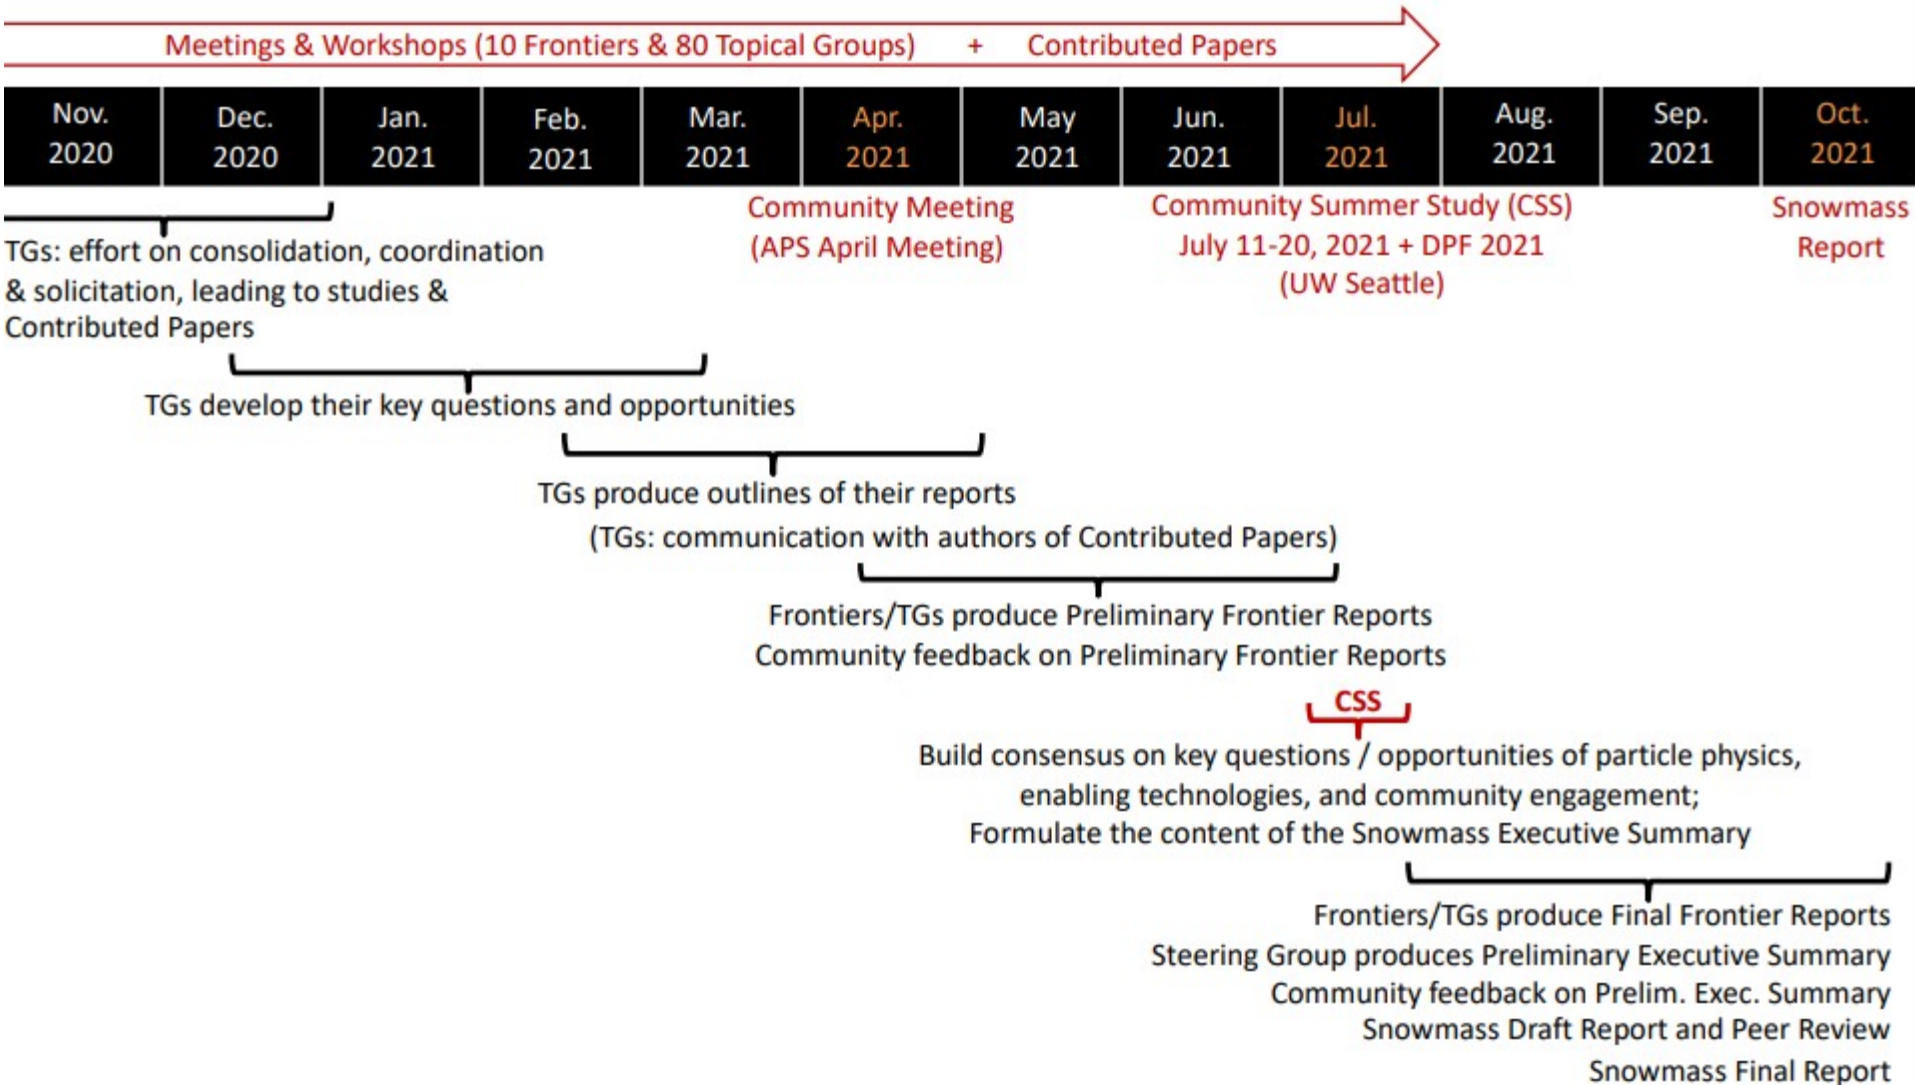 Meetings & Workshops (10 Frontiers & 80 Topical Groups) + Contributed Papers
Nov. 2020
Dec. 2020
Jan. 2021
Feb. 2021
Mar. 2021
Apr. 2021
May 2021
Jun. 2021
Jul. 2021
Aug. 2021
Sep. 2021
Oct. 2021
Community Meeting
(APS April Meeting)
Community Summer Study (CSS)
July 11-20, 2021 + DPF 2021
(UW Seattle)
Snowmass
Report
TGs: effort on consolidation, coordination
& solicitation, leading to studies &
Contributed Papers
TGs develop their key questions and opportunities
TGs produce outlines of their reports
(TGs: communication with authors of Contributed Papers)
Frontiers/TGs produce Preliminary Frontier Reports
Community feedback on Preliminary Frontier Reports
CSS
Build consensus on key questions / opportunities of particle physics,
enabling technologies, and community engagement;
Formulate the content of the Snowmass Executive Summary
Frontiers/TGs produce Final Frontier Reports
Steering Group produces Preliminary Executive Summary
Community feedback on Prelim. Exec. Summary
Snowmass Draft Report and Peer Review
Snowmass Final Report